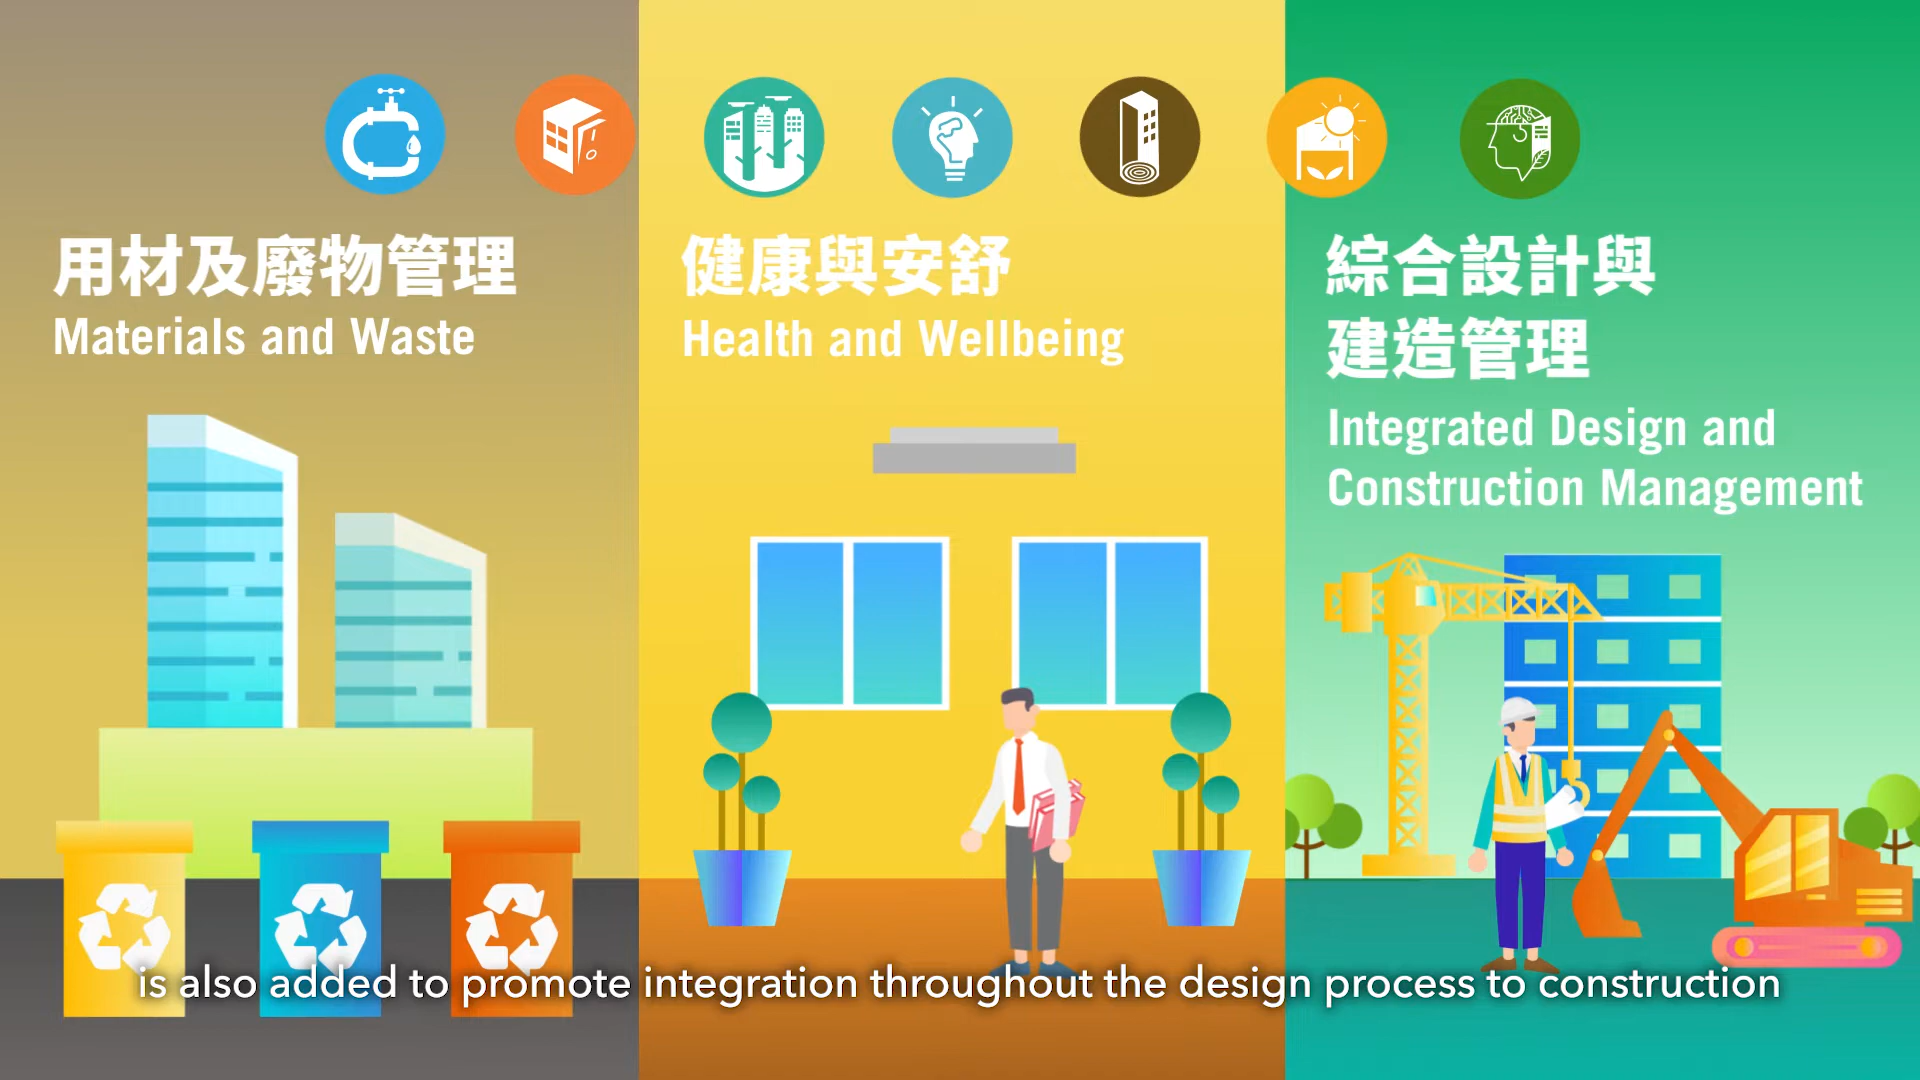 用材及廢物管理
Materials and Waste
健康與安舒
Health and Wellbeing
綜合設計與
建造管理
Integrated Design and
Construction Management
is also added to promote integration throughout the design process to construction